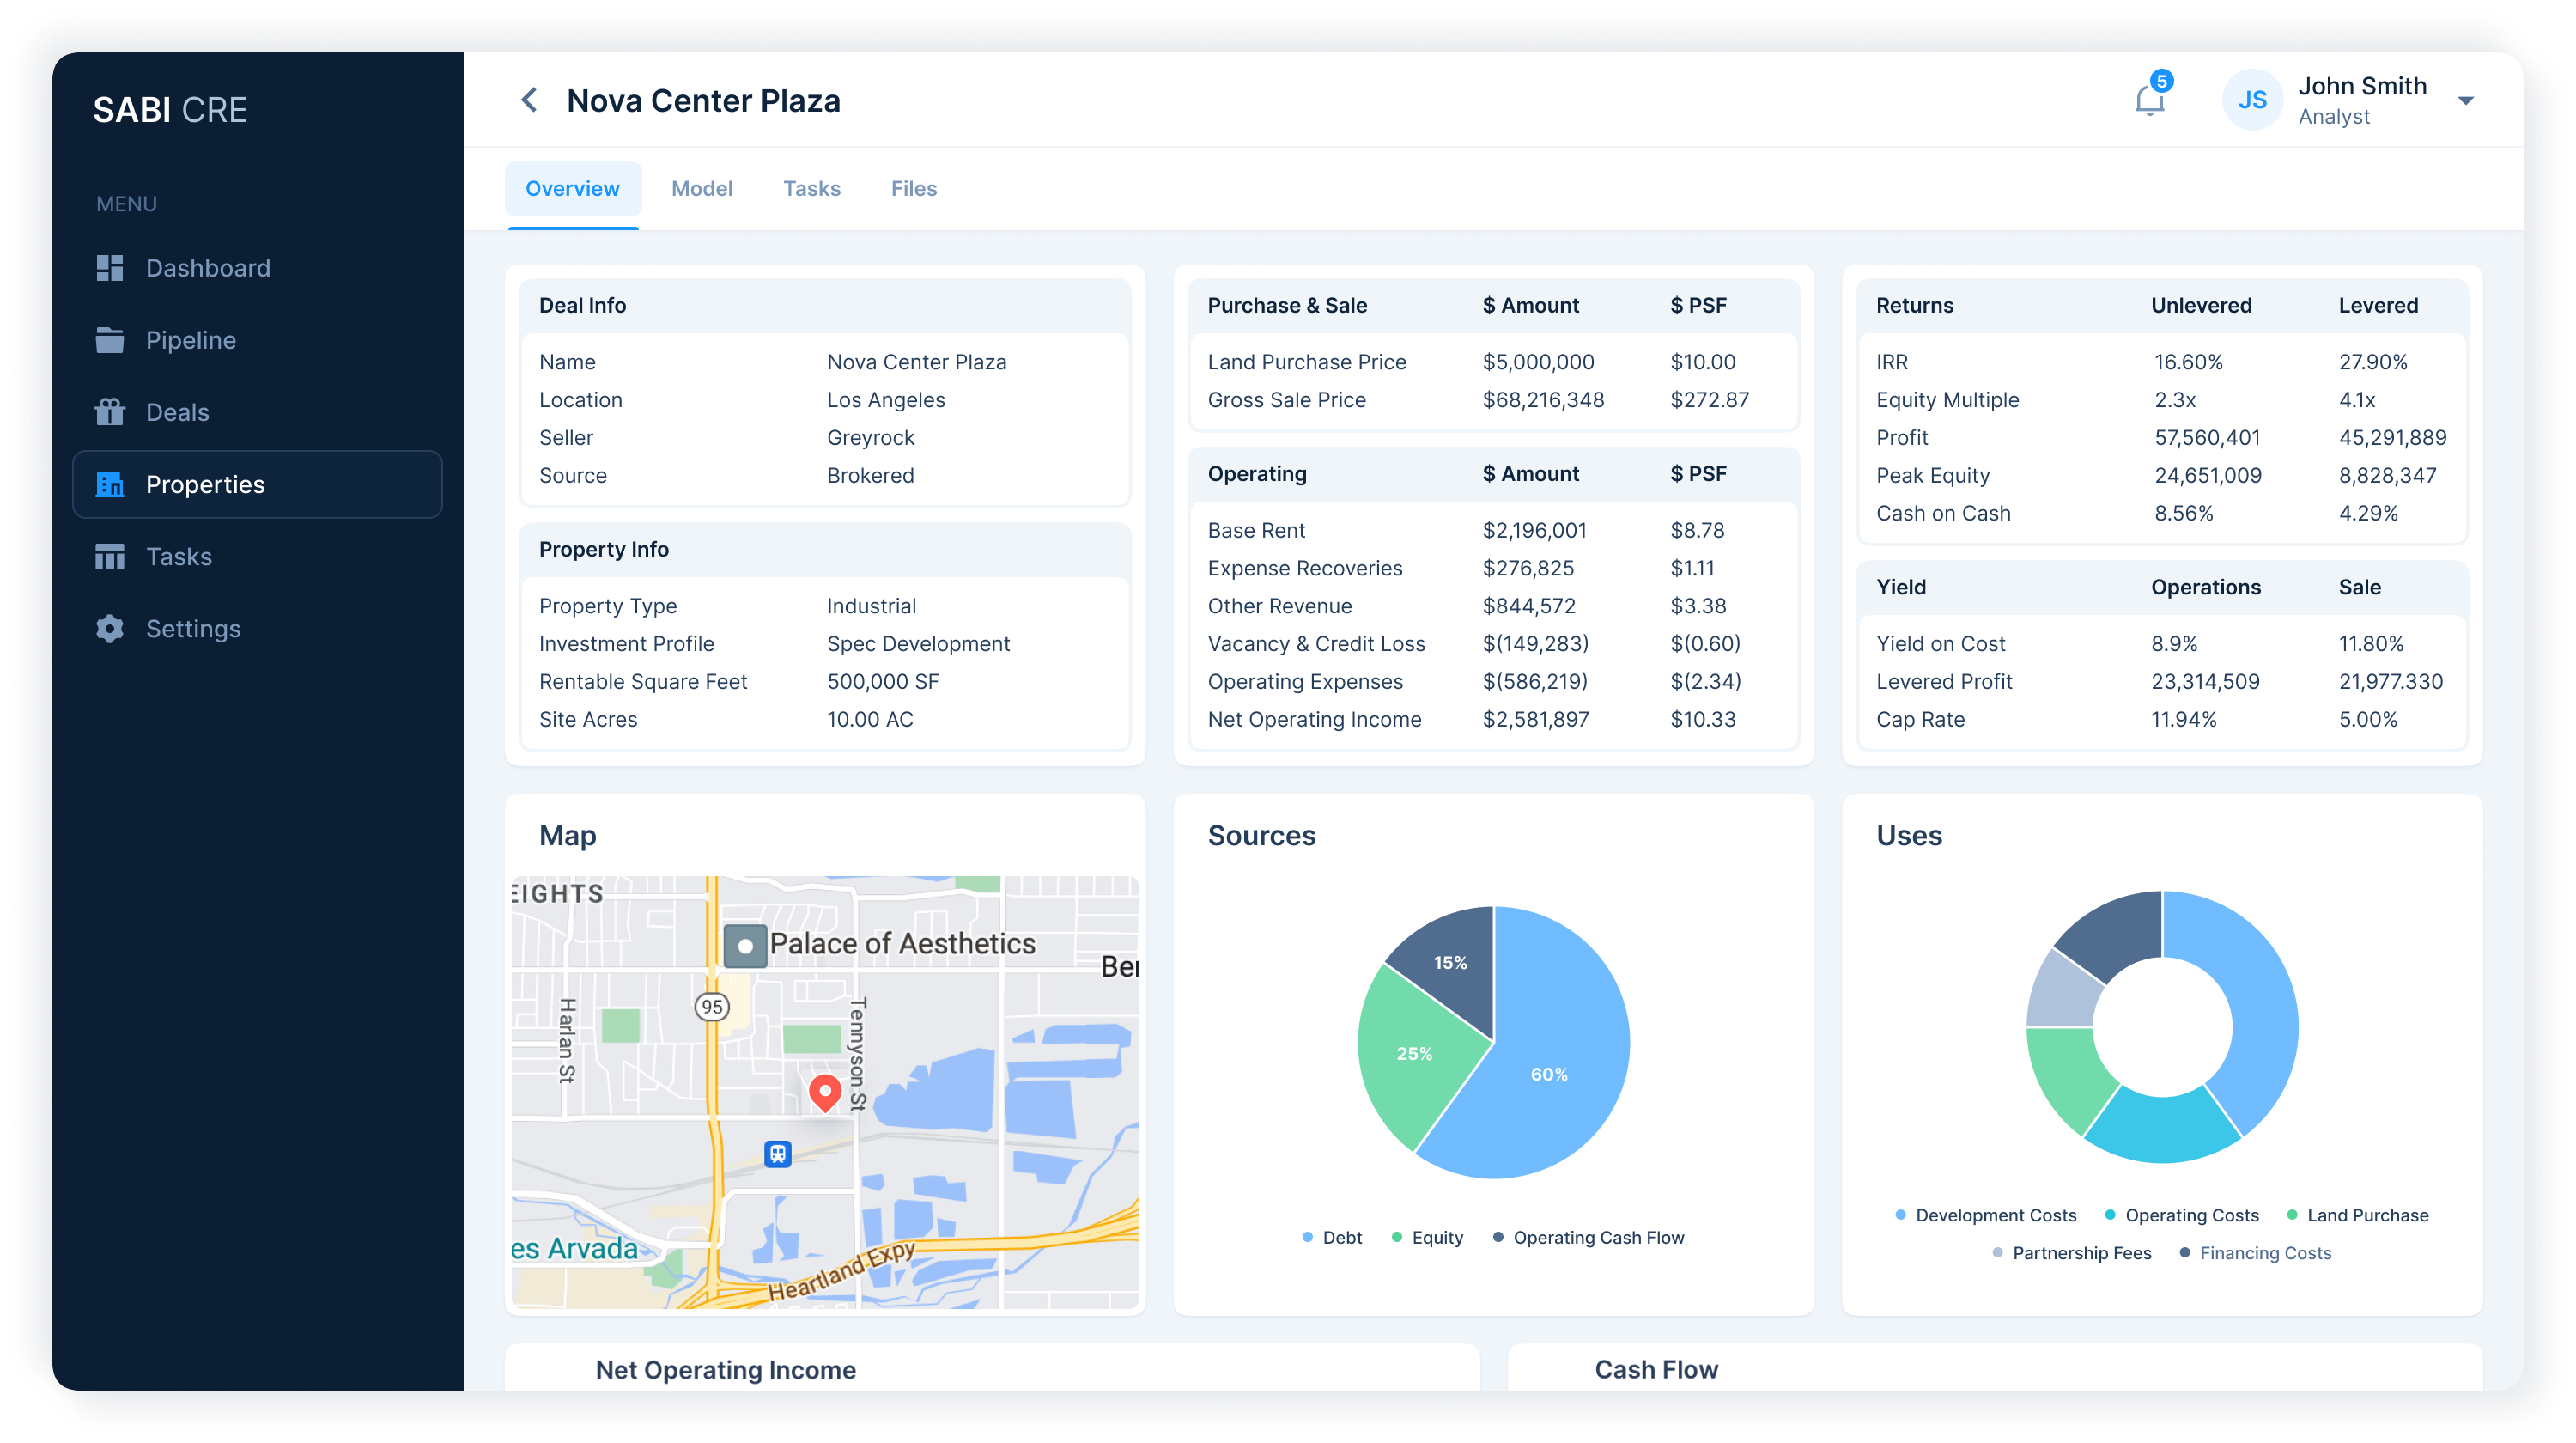 SABI CRE
MENU
Dashboard
Pipeline
Deals
Properties
Tasks
Settings
Nova Center Plaza
5
JS
John Smith
Analyst
Overview Model Tasks Files
Deal Info
Name Nova Center Plaza
Location Los Angeles
Seller Greyrock
Source Brokered
Property Info
Property Type Industrial
Investment Profile Spec Development
Rentable Square Feet 500,000 SF
Site Acres 10.00 AC
Purchase & Sale $ Amount $ PSF
Land Purchase Price $5,000,000 $10.00
Gross Sale Price $68,216,348 $272.87
Operating $ Amount $ PSF
Base Rent $2,196,001 $8.78
Expense Recoveries $276,825 $1.11
Other Revenue $844,572 $3.38
Vacancy & Credit Loss $(149,283) $(0.60)
Operating Expenses $(586,219) $(2.34)
Net Operating Income $2,581,897 $10.33
Returns Unlevered Levered
IRR 16.60% 27.90%
Equity Multiple 2.3x 4.1x
Profit 57,560,401 45,291,889
Peak Equity 24,651,009 8,828,347
Cash on Cash 8.56% 4.29%
Yield Operations Sale
Yield on Cost 8.9% 11.80%
Levered Profit 23,314,509 21,977.330
Cap Rate 11.94% 5.00%
Map
EIGHTS
Palace of Aesthetics
Ber
95
Harlan St
Tennyson St
es Arvada
Heartland Expy
Sources
15%
25%
60%
Debt Equity Operating Cash Flow
Uses
Development Costs Operating Costs Land Purchase
Partnership Fees Financing Costs
Net Operating Income
Cash Flow